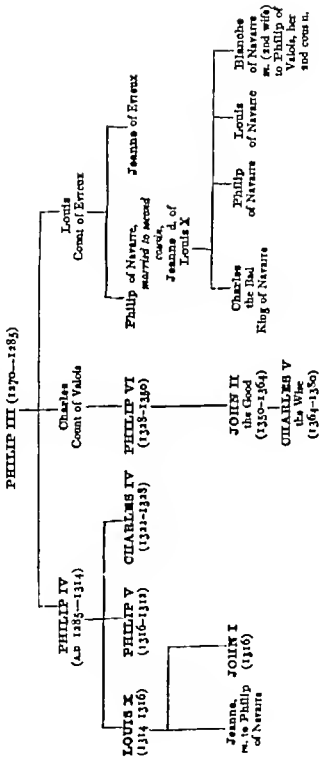 PHILIP III (1270—1285)
PHILIP IV
(A.D 1285—1314)
Charles
Count of Valois
Louis
Count of Evreux
LOUIS X
(1314 1316)
PHILIP V
(1316-1312)
CHARLES IV
(1322-1328)
PHILIP VI
(1328-1350)
Philip of Navarre,
married to second
cousin,
Jeanne d. of
Louis X
Jeanne of Evreux
Jeanne,
m. to Philip
of Navarre
JOHN I
(1316)
JOHN II
the Good
(1350-1364)
CHARLES V
the Wise
(1364-1380)
Charles
the Bad
King of Navarre
Philip
of Navarre
Louis
of Navarre
Blanche
of Navarre
m. (2nd wife)
to Philip of
Valois, her
2nd cous n.